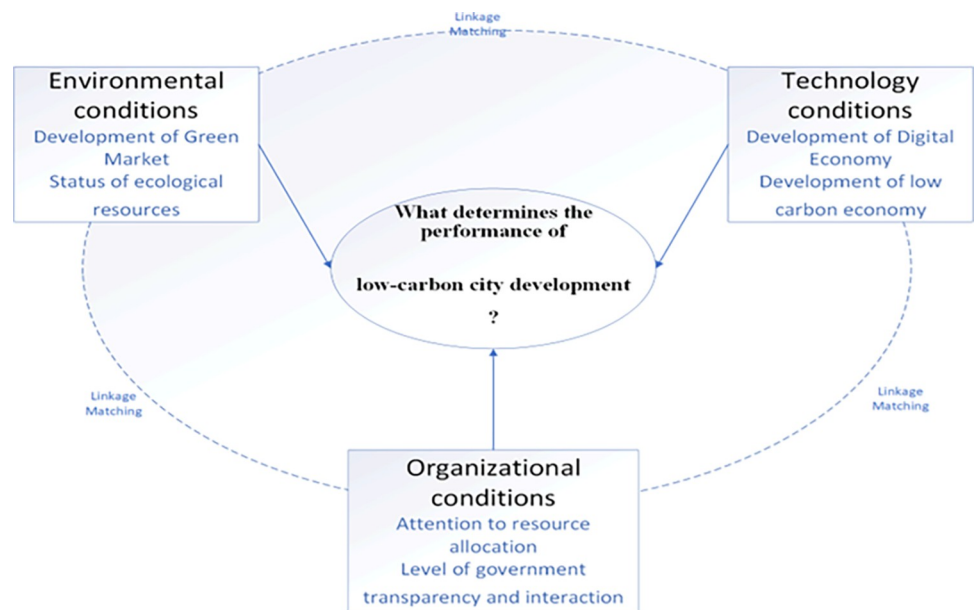 Linkage
Matching
Environmental
conditions
Development of Green
Market
Status of ecological
resources
Technology
conditions
Development of Digital
Economy
Development of low
carbon economy
What determines the
performance of
low-carbon city development
?
Linkage
Matching
Linkage
Matching
Organizational
conditions
Attention to resource
allocation
Level of government
transparency and interaction